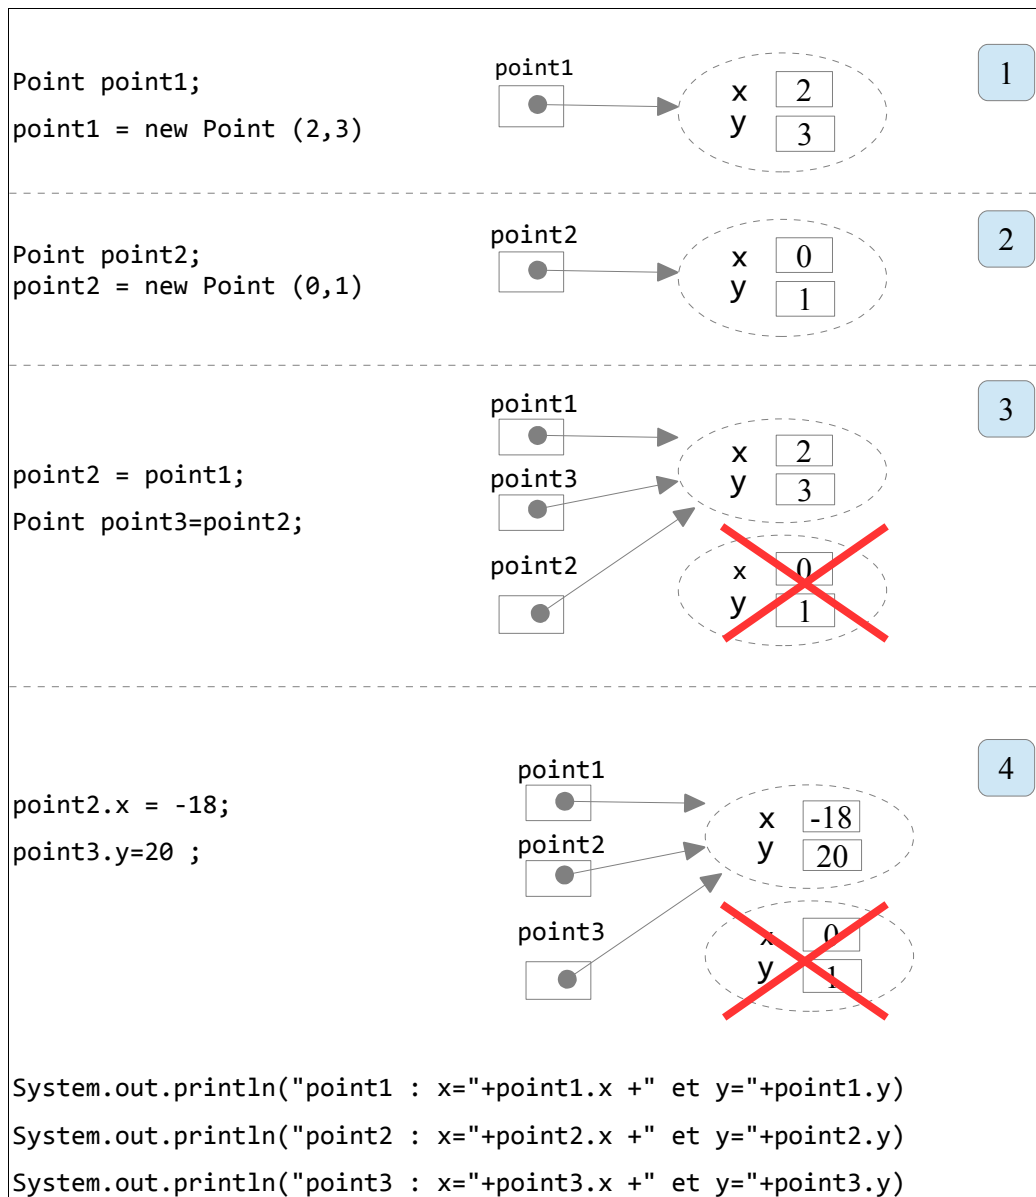 point1
1
Point point1;
x 2
point1 = new Point (2,3)
y 3
point2
2
Point point2;
x 0
point2 = new Point (0,1)
y 1
point1
3
x 2
point2 = point1;
point3
y 3
Point point3=point2;
point2
x 0
y 1
point1
4
point2.x = -18;
x -18
point2
point3.y=20 ;
y 20
point3
x 0
y 1
System.out.println("point1 : x="+point1.x +" et y="+point1.y)
System.out.println("point2 : x="+point2.x +" et y="+point2.y)
System.out.println("point3 : x="+point3.x +" et y="+point3.y)